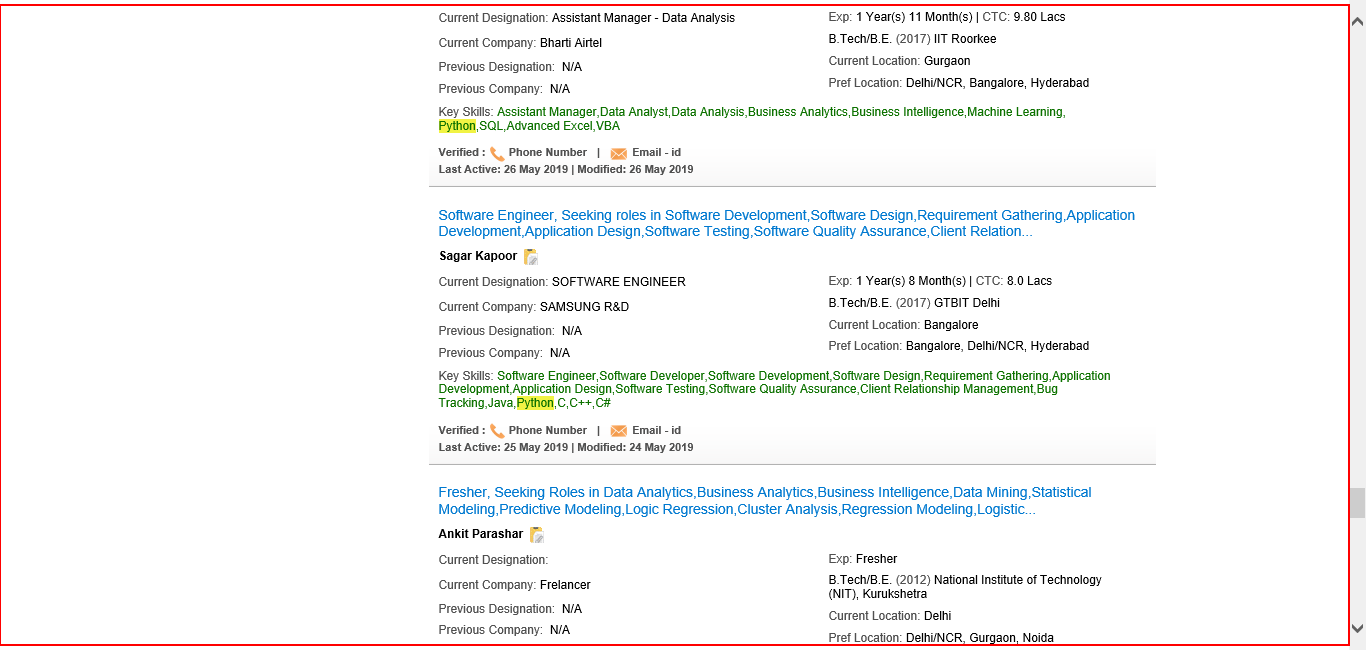 Current Designation: Assistant Manager - Data Analysis
Exp: 1 Year(s) 11 Month(s) | CTC: 9.80 Lacs
Current Company: Bharti Airtel
B.Tech/B.E. (2017) IIT Roorkee
Previous Designation: N/A
Current Location: Gurgaon
Previous Company: N/A
Pref Location: Delhi/NCR, Bangalore, Hyderabad
Key Skills: Assistant Manager,Data Analyst,Data Analysis,Business Analytics,Business Intelligence,Machine Learning,
Python,SQL,Advanced Excel,VBA
Verified : Phone Number | Email - id
Last Active: 26 May 2019 | Modified: 26 May 2019
Software Engineer, Seeking roles in Software Development,Software Design,Requirement Gathering,Application
Development,Application Design,Software Testing,Software Quality Assurance,Client Relation...
Sagar Kapoor
Current Designation: SOFTWARE ENGINEER
Exp: 1 Year(s) 8 Month(s) | CTC: 8.0 Lacs
Current Company: SAMSUNG R&D
B.Tech/B.E. (2017) GTBIT Delhi
Previous Designation: N/A
Current Location: Bangalore
Previous Company: N/A
Pref Location: Bangalore, Delhi/NCR, Hyderabad
Key Skills: Software Engineer,Software Developer,Software Development,Software Design,Requirement Gathering,Application
Development,Application Design,Software Testing,Software Quality Assurance,Client Relationship Management,Bug
Tracking,Java,Python,C,C++,C#
Verified : Phone Number | Email - id
Last Active: 25 May 2019 | Modified: 24 May 2019
Fresher, Seeking Roles in Data Analytics,Business Analytics,Business Intelligence,Data Mining,Statistical
Modeling,Predictive Modeling,Logic Regression,Cluster Analysis,Regression Modeling,Logistic...
Ankit Parashar
Current Designation:
Exp: Fresher
Current Company: Frelancer
B.Tech/B.E. (2012) National Institute of Technology
(NIT), Kurukshetra
Previous Designation: N/A
Current Location: Delhi
Previous Company: N/A
Pref Location: Delhi/NCR, Gurgaon, Noida